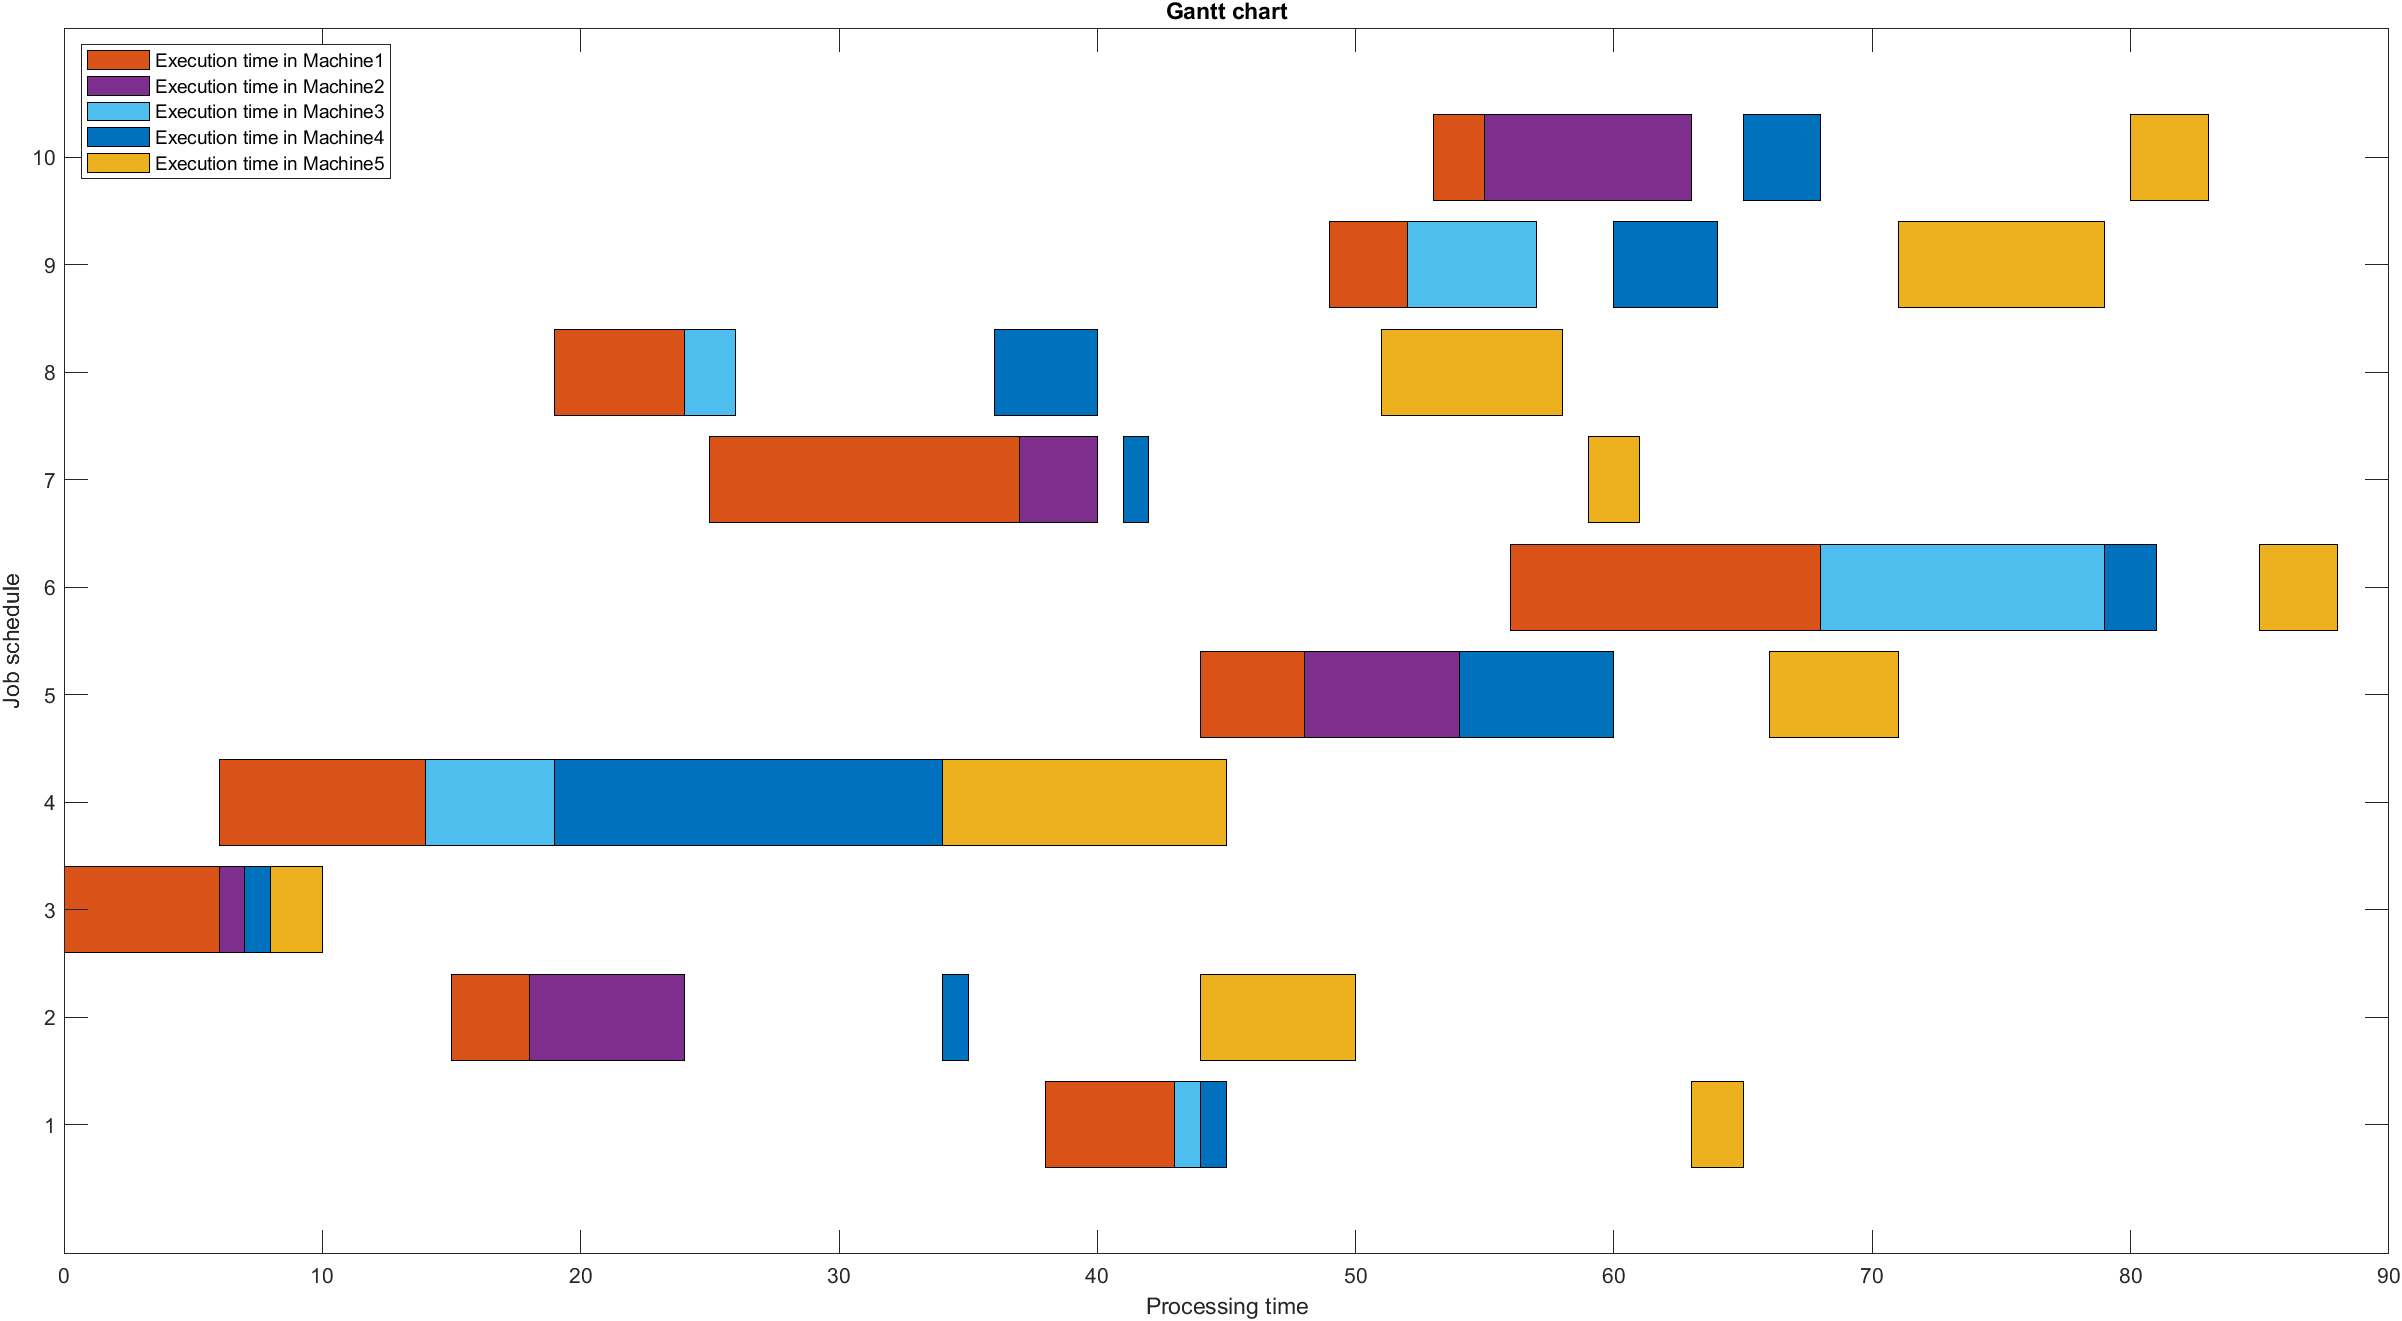 Gantt chart
Execution time in Machine1
Execution time in Machine2
Execution time in Machine3
Execution time in Machine4
Execution time in Machine5
10
9
8
7
6
5
4
3
2
1
Job schedule
0 10 20 30 40 50 60 70 80 90
Processing time